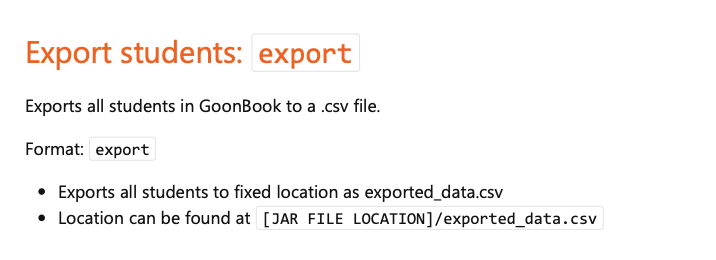 Export students: export
Exports all students in GoonBook to a .csv file.
Format: export
• Exports all students to fixed location as exported_data.csv
• Location can be found at [JAR FILE LOCATION]/exported_data.csv